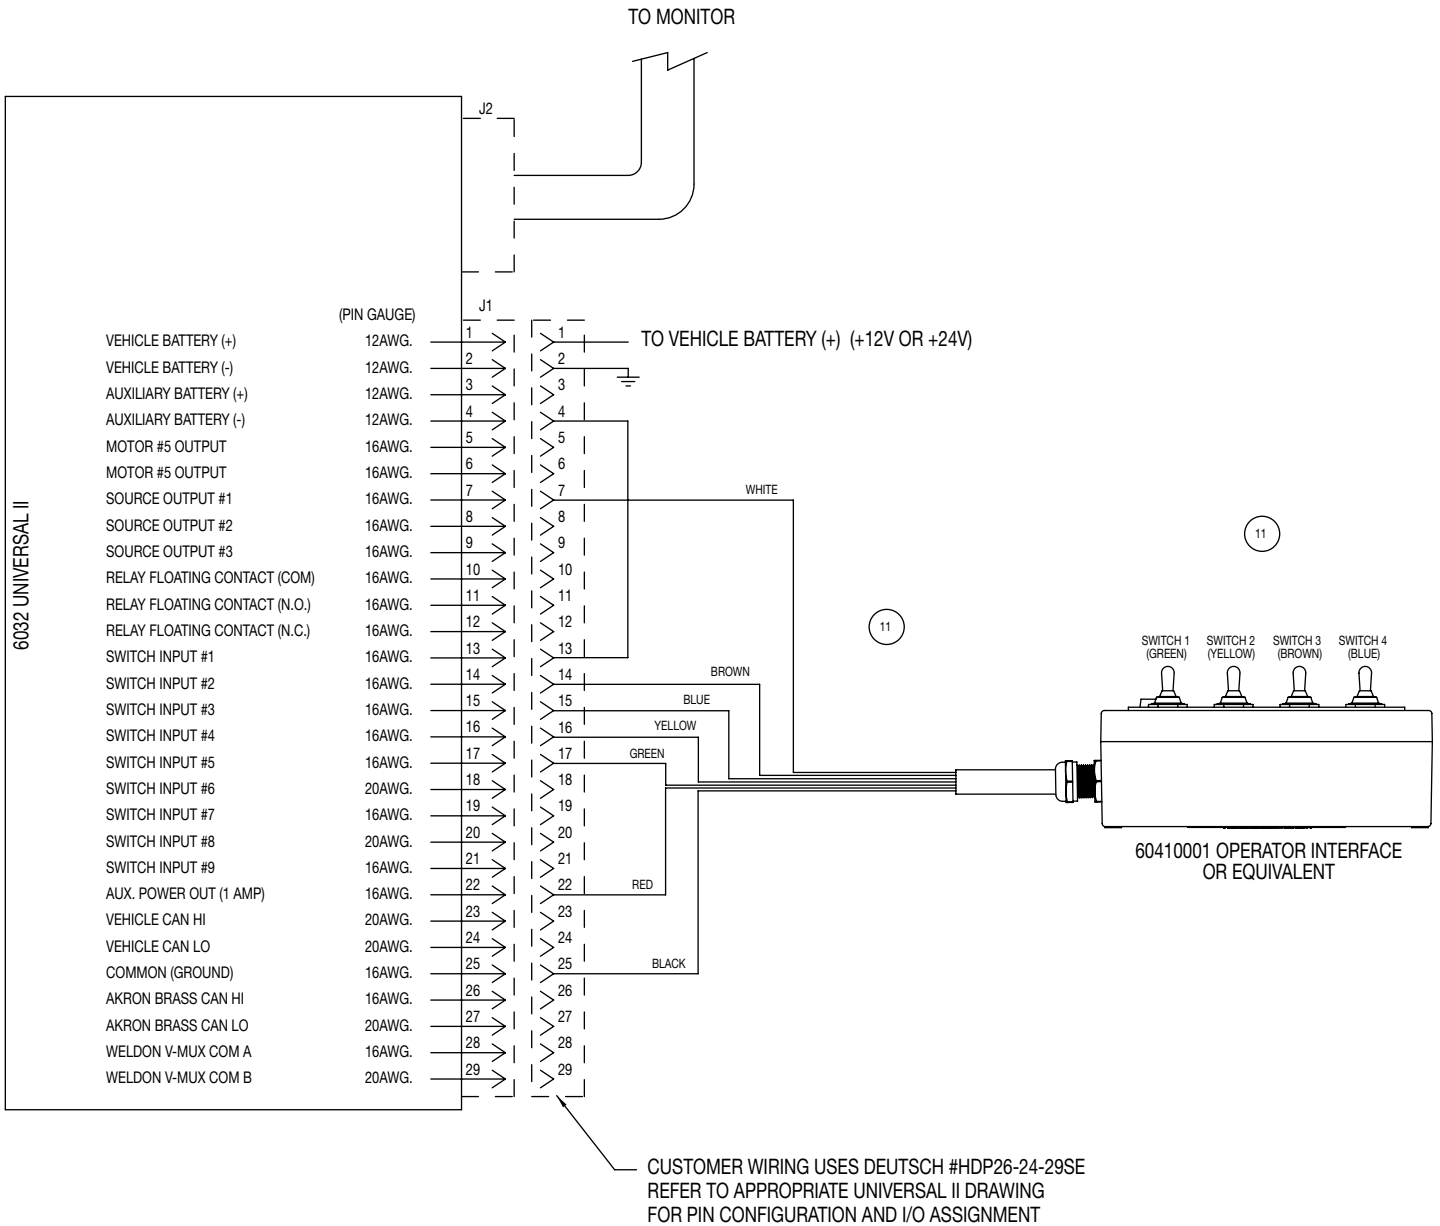 TO MONITOR
J2
6032 UNIVERSAL II
(PIN GAUGE)
J1
VEHICLE BATTERY (+) 12AWG. 1 1 TO VEHICLE BATTERY (+) (+12V OR +24V)
VEHICLE BATTERY (-) 12AWG. 2 2
AUXILIARY BATTERY (+) 12AWG. 3 3
AUXILIARY BATTERY (-) 12AWG. 4 4
MOTOR #5 OUTPUT 16AWG. 5 5
MOTOR #5 OUTPUT 16AWG. 6 6
SOURCE OUTPUT #1 16AWG. 7 7 WHITE
SOURCE OUTPUT #2 16AWG. 8 8
SOURCE OUTPUT #3 16AWG. 9 9
RELAY FLOATING CONTACT (COM) 16AWG. 10 10
RELAY FLOATING CONTACT (N.O.) 16AWG. 11 11
RELAY FLOATING CONTACT (N.C.) 16AWG. 12 12
SWITCH INPUT #1 16AWG. 13 13
SWITCH INPUT #2 16AWG. 14 14 BROWN
SWITCH INPUT #3 16AWG. 15 15 BLUE
SWITCH INPUT #4 16AWG. 16 16 YELLOW
SWITCH INPUT #5 16AWG. 17 17 GREEN
SWITCH INPUT #6 20AWG. 18 18
SWITCH INPUT #7 16AWG. 19 19
SWITCH INPUT #8 20AWG. 20 20
SWITCH INPUT #9 16AWG. 21 21
AUX. POWER OUT (1 AMP) 16AWG. 22 22 RED
VEHICLE CAN HI 20AWG. 23 23
VEHICLE CAN LO 20AWG. 24 24
COMMON (GROUND) 16AWG. 25 25 BLACK
AKRON BRASS CAN HI 16AWG. 26 26
AKRON BRASS CAN LO 20AWG. 27 27
WELDON V-MUX COM A 16AWG. 28 28
WELDON V-MUX COM B 20AWG. 29 29
11
11
SWITCH 1 SWITCH 2 SWITCH 3 SWITCH 4
(GREEN) (YELLOW) (BROWN) (BLUE)
60410001 OPERATOR INTERFACE
OR EQUIVALENT
CUSTOMER WIRING USES DEUTSCH #HDP26-24-29SE
REFER TO APPROPRIATE UNIVERSAL II DRAWING
FOR PIN CONFIGURATION AND I/O ASSIGNMENT